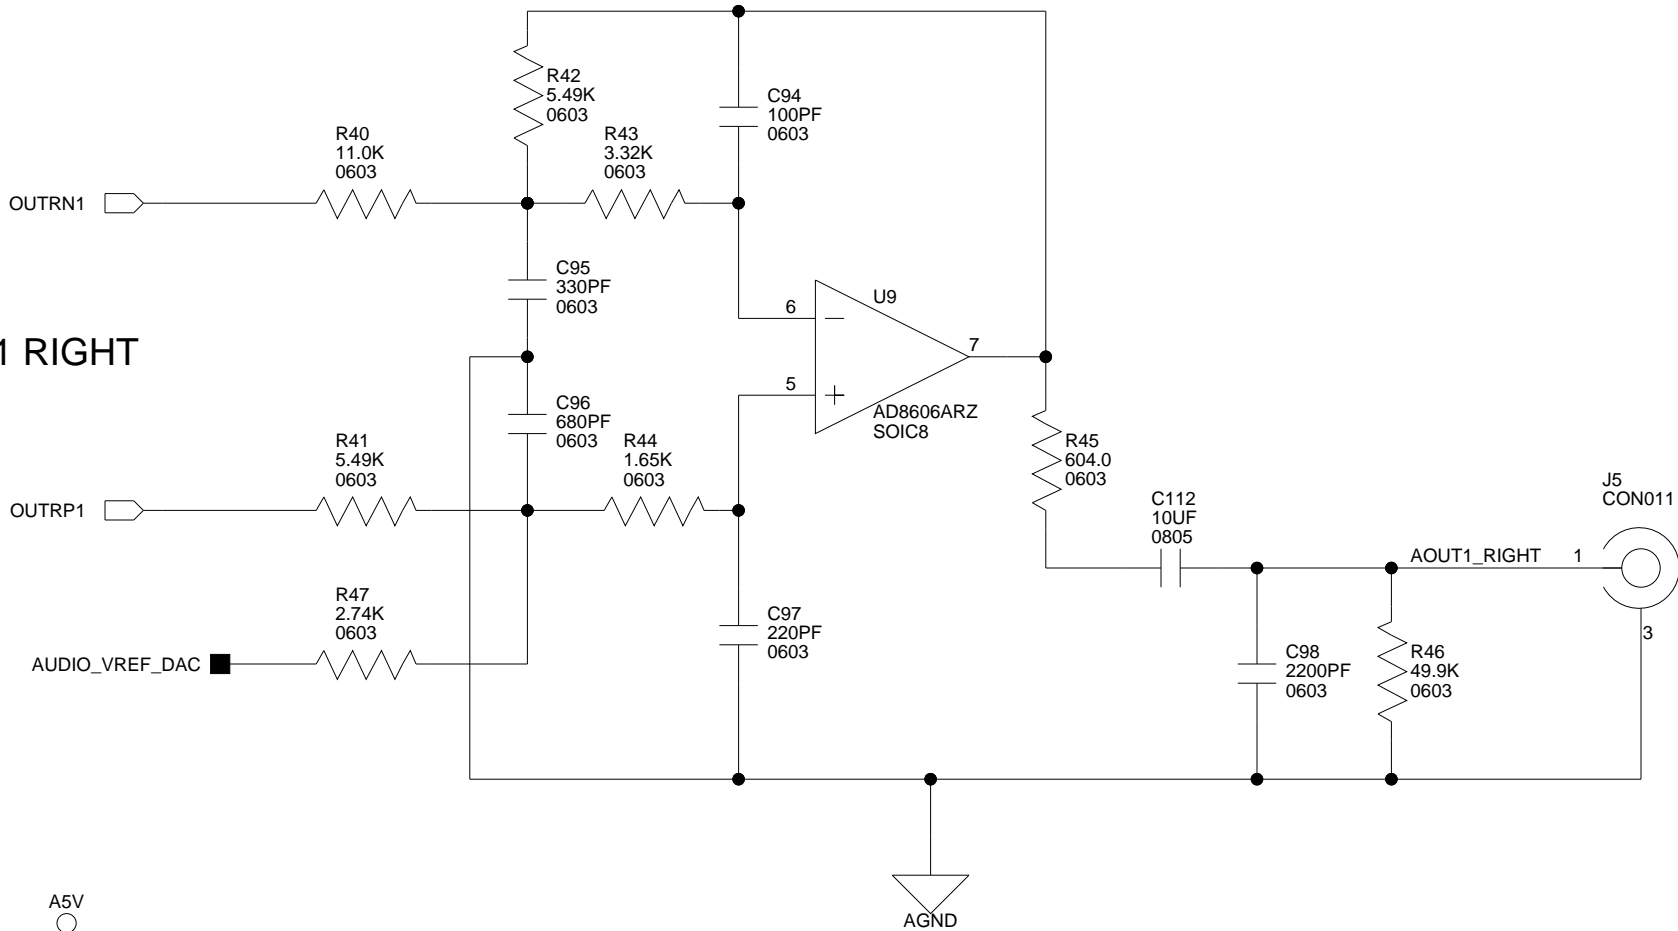 R42
5.49K
0603
C94
100PF
0603
R40
11.0K
0603
R43
3.32K
0603
OUTRN1
C95
330PF
0603
U9
6
1 RIGHT
7
5
C96
680PF
0603
AD8606ARZ
SOIC8
R41
5.49K
0603
R44
1.65K
0603
R45
604.0
0603
OUTRP1
C112
10UF
0805
J5
CON011
AOUT1_RIGHT
1
R47
2.74K
0603
C97
220PF
0603
3
AUDIO_VREF_DAC
C98
2200PF
0603
R46
49.9K
0603
A5V
AGND